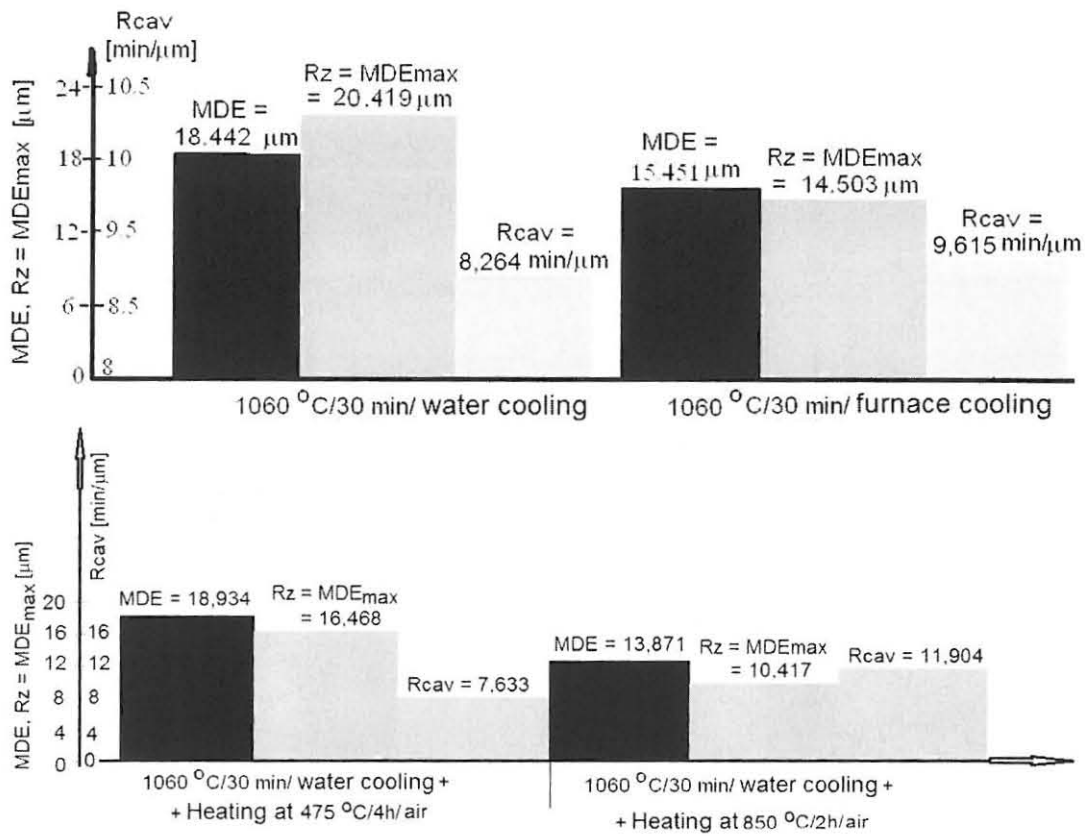 Rcav
[min/μm]
MDE, Rz = MDEmax [μm]
24
18
12
6
0
10.5
10
9.5
8.5
8
MDE =
18.442 μm
Rz = MDEmax
= 20.419 μm
Rcav =
8,264 min/μm
MDE =
15.451 μm
Rz = MDEmax
= 14.503 μm
Rcav =
9,615 min/μm
1060 °C/30 min/ water cooling
1060 °C/30 min/ furnace cooling
MDE, Rz = MDEmax [μm]
Rcav [min/μm]
20
16
12
8
4
0
16
12
8
4
0
MDE = 18,934
Rz = MDEmax
= 16,468
Rcav = 7,633
MDE = 13,871
Rz = MDEmax
= 10,417
Rcav = 11,904
1060 °C/30 min/ water cooling +
+ Heating at 475 °C/4h/air
1060 °C/30 min/ water cooling +
+ Heating at 850 °C/2h/air